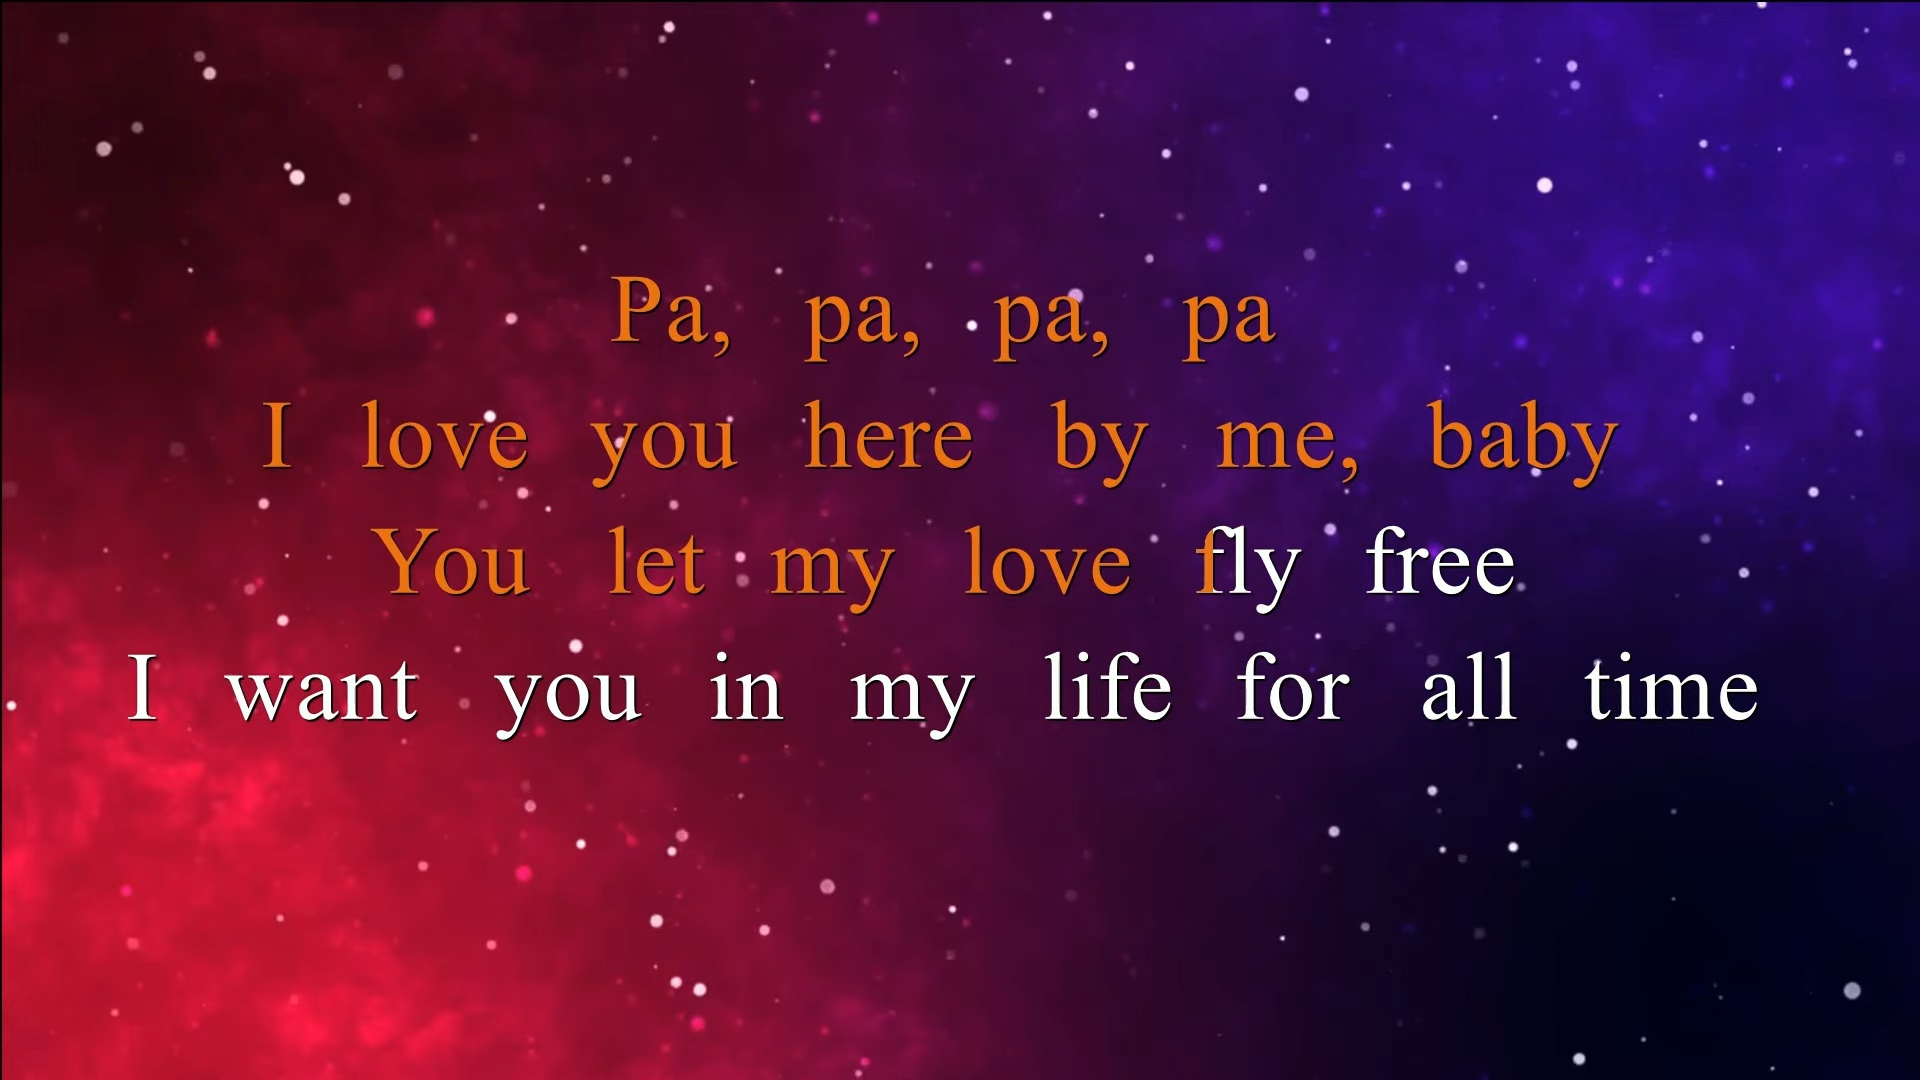 Pa, pa, pa, pa
I love you here by me, baby
You let my love fly free
I want you in my life for all time